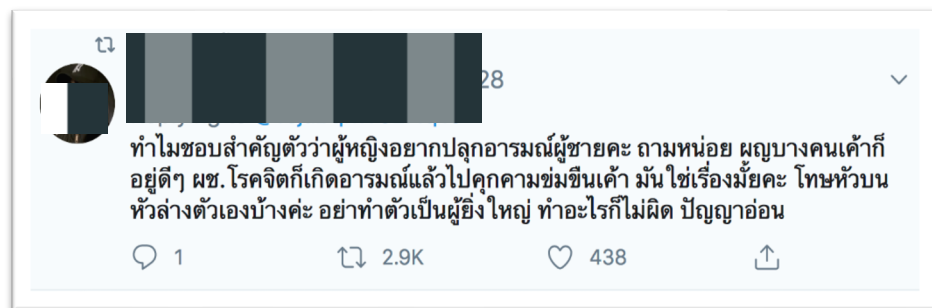 28
ทำไมชอบสำคัญตัวว่าผู้หญิงอยากปลุกอารมณ์ผู้ชายคะ ถามหน่อย ผญบางคนเค้าก็
อยู่ดีๆ ผช.โรคจิตก็เกิดอารมณ์แล้วไปคุกคามข่มขืนเค้า มันใช่เรื่องมั้ยคะ โทษหัวบน
หัวล่างตัวเองบ้างค่ะ อย่าทำตัวเป็นผู้ยิ่งใหญ่ ทำอะไรก็ไม่ผิด ปัญญาอ่อน
1 2.9K 438